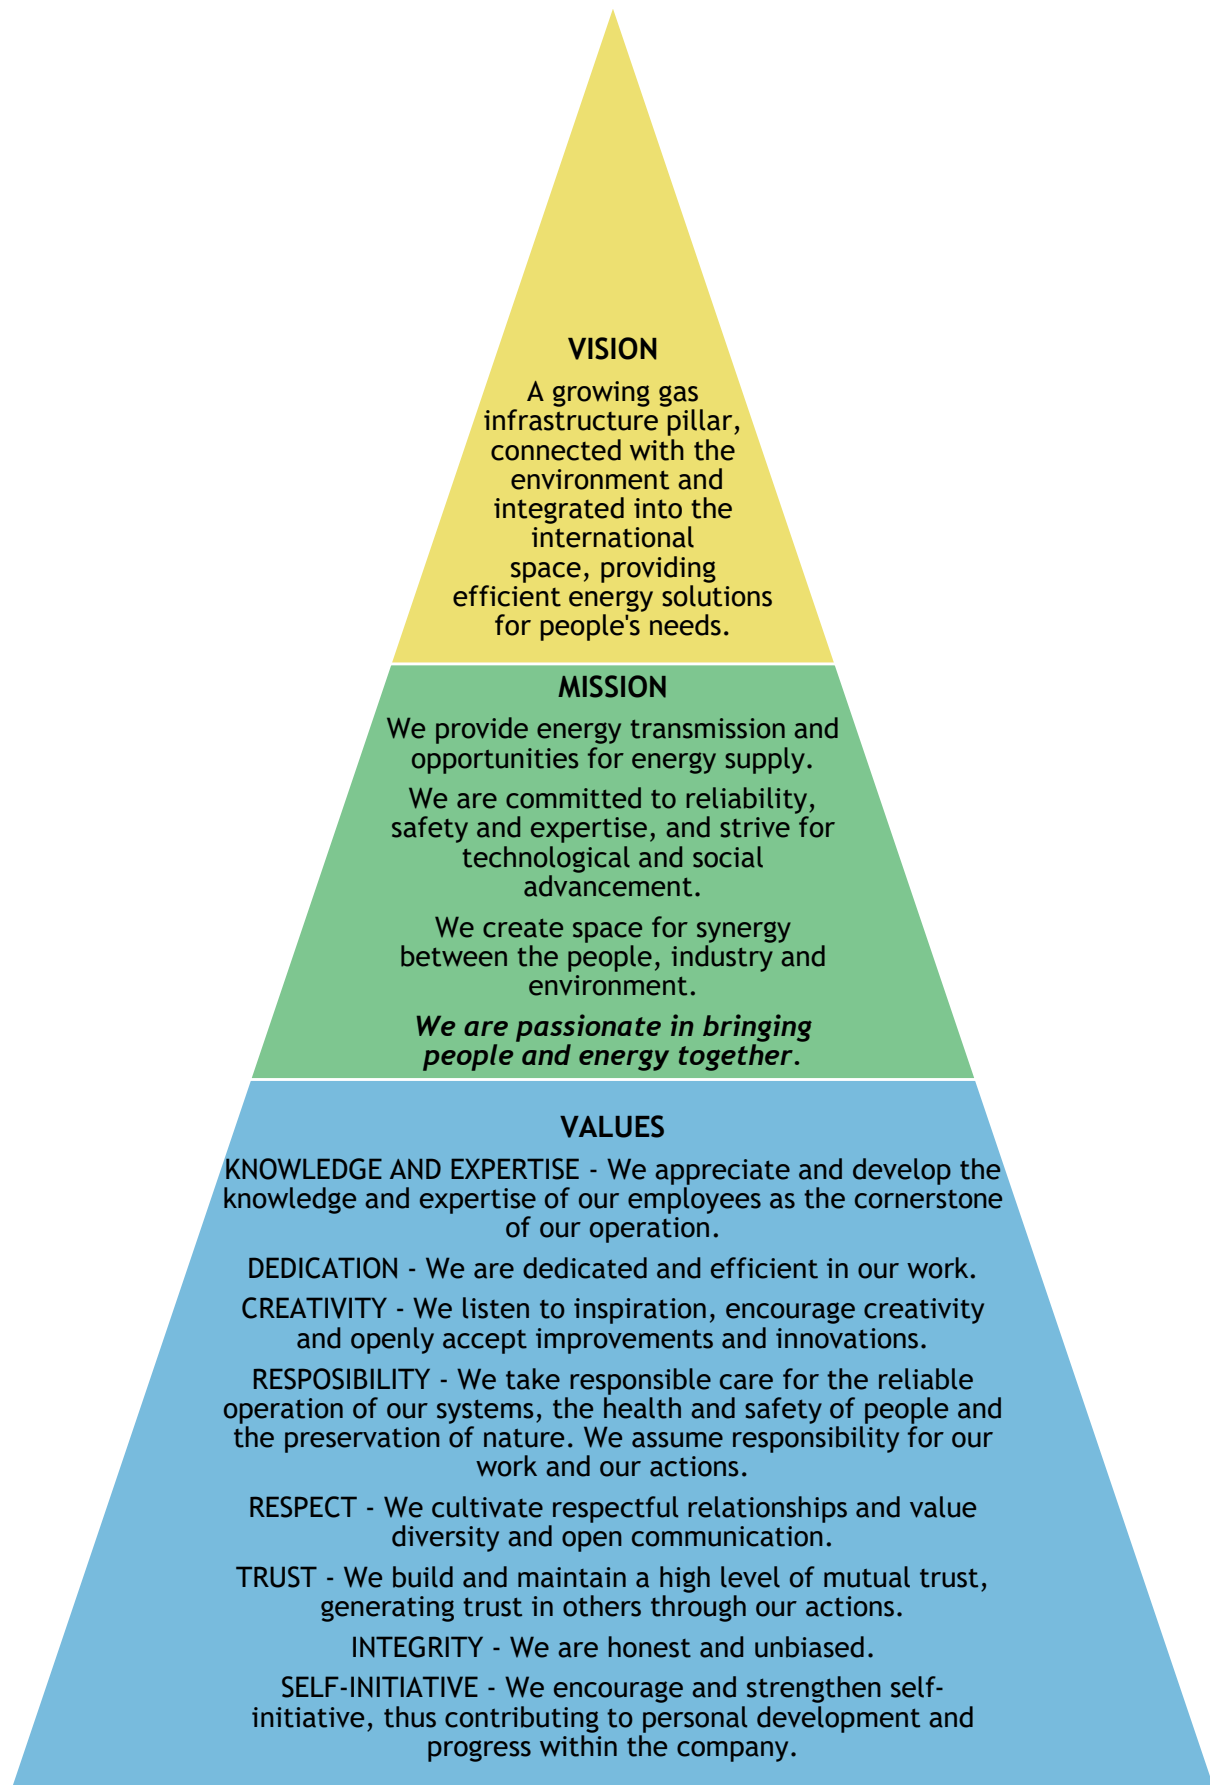 VISION
A growing gas
infrastructure pillar,
connected with the
environment and
integrated into the
international
space, providing
efficient energy solutions
for people's needs.
MISSION
We provide energy transmission and
opportunities for energy supply.
We are committed to reliability,
safety and expertise, and strive for
technological and social
advancement.
We create space for synergy
between the people, industry and
environment.
We are passionate in bringing
people and energy together.
VALUES
KNOWLEDGE AND EXPERTISE - We appreciate and develop the
knowledge and expertise of our employees as the cornerstone
of our operation.
DEDICATION - We are dedicated and efficient in our work.
CREATIVITY - We listen to inspiration, encourage creativity
and openly accept improvements and innovations.
RESPOSIBILITY - We take responsible care for the reliable
operation of our systems, the health and safety of people and
the preservation of nature. We assume responsibility for our
work and our actions.
RESPECT - We cultivate respectful relationships and value
diversity and open communication.
TRUST - We build and maintain a high level of mutual trust,
generating trust in others through our actions.
INTEGRITY - We are honest and unbiased.
SELF-INITIATIVE - We encourage and strengthen self-
initiative, thus contributing to personal development and
progress within the company.